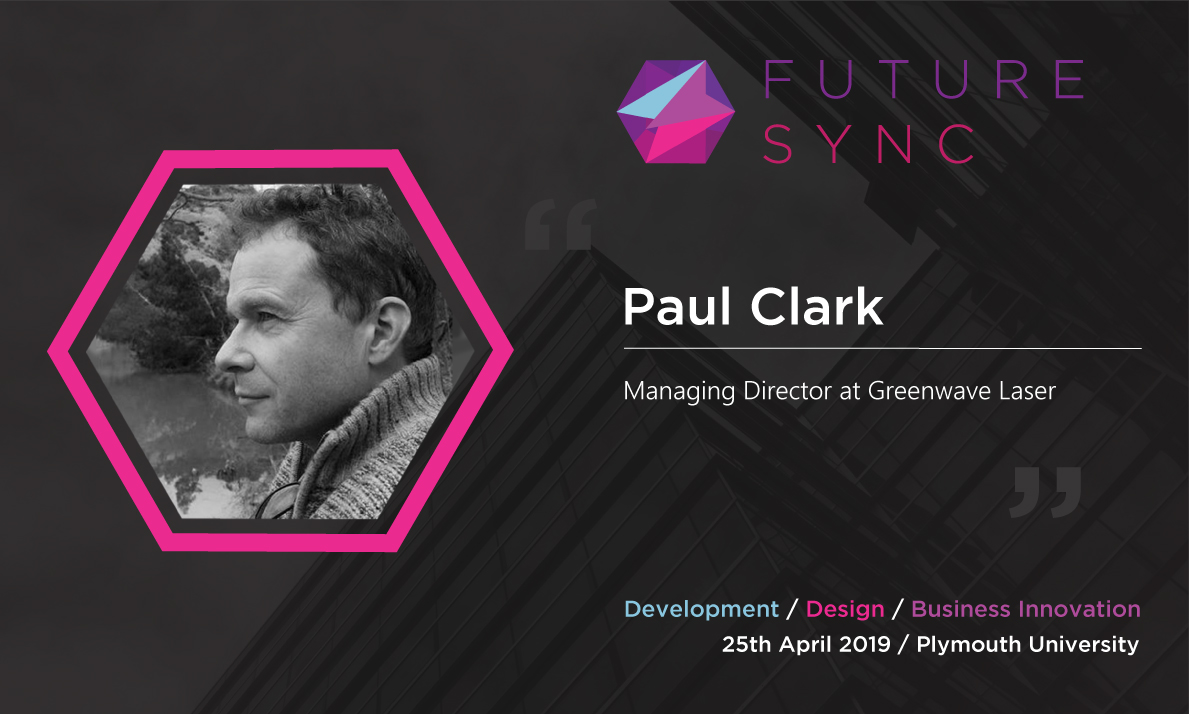 FUTURE
SYNC
“
Paul Clark
Managing Director at Greenwave Laser
”
Development / Design / Business Innovation
25th April 2019 / Plymouth University